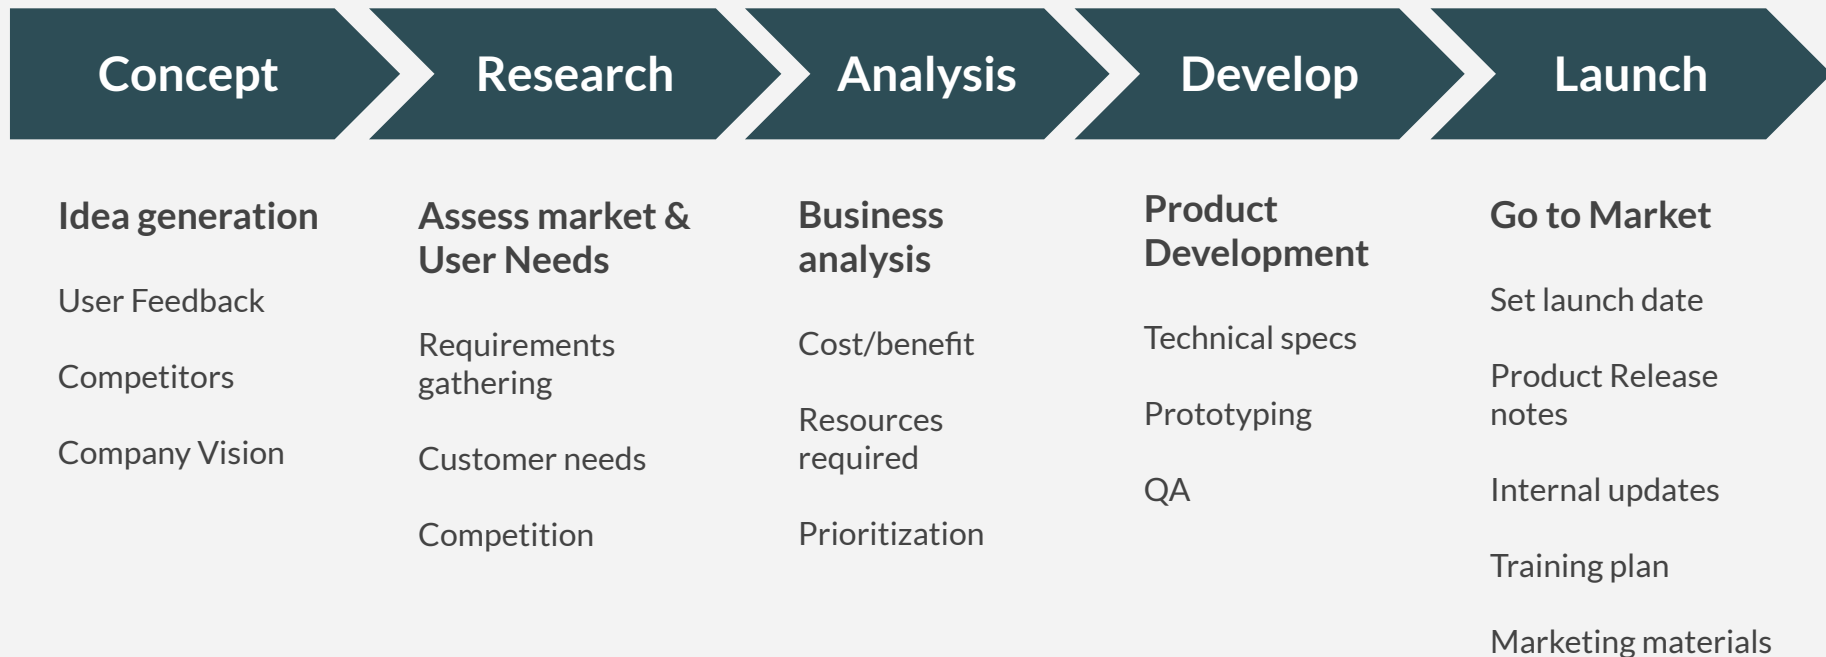 Concept
Research
Analysis
Develop
Launch
Idea generation
User Feedback
Competitors
Company Vision
Assess market &
User Needs
Requirements
gathering
Customer needs
Competition
Business
analysis
Cost/benefit
Resources
required
Prioritization
Product
Development
Technical specs
Prototyping
QA
Go to Market
Set launch date
Product Release
notes
Internal updates
Training plan
Marketing materials